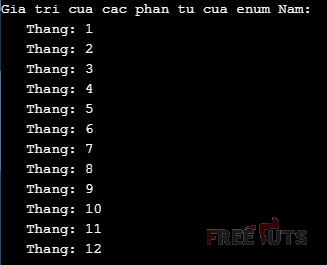 Gia tri cua cac phan tu cua enum Nam:
Thang: 1
Thang: 2
Thang: 3
Thang: 4
Thang: 5
Thang: 6
Thang: 7
Thang: 8
Thang: 9
Thang: 10
Thang: 11
Thang: 12
FREETUTS